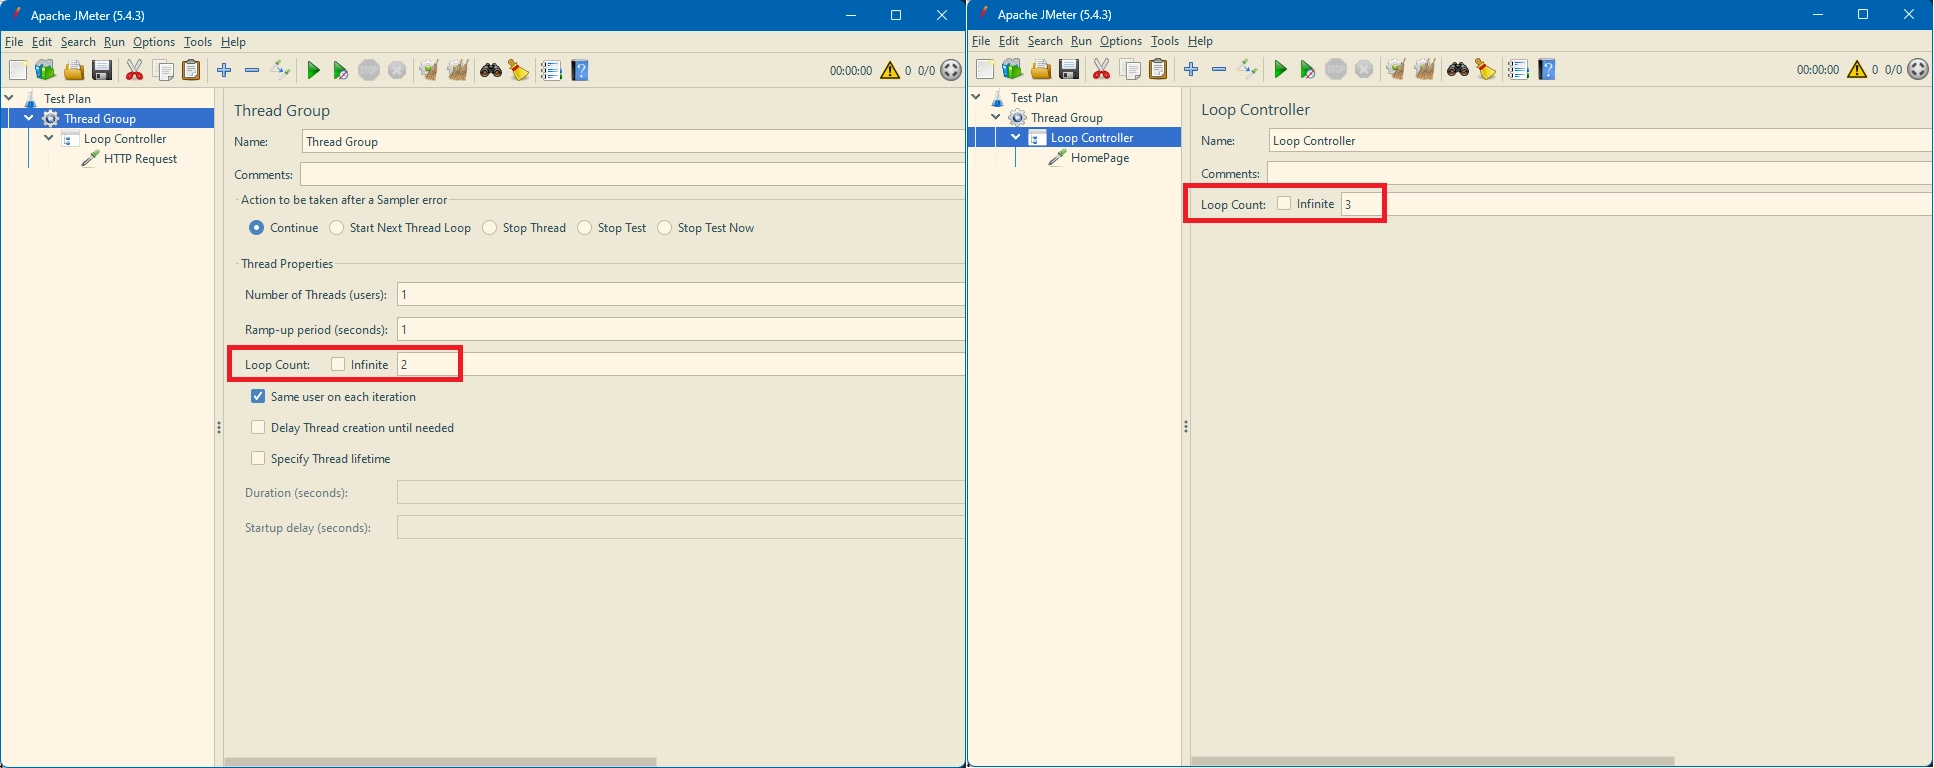 Apache JMeter (5.4.3)
File Edit Search Run Options Tools Help
00:00:00 0 0/0
Test Plan
Thread Group
Loop Controller
HTTP Request
Thread Group
Name: Thread Group
Comments:
Action to be taken after a Sampler error
Continue Start Next Thread Loop Stop Thread Stop Test Stop Test Now
Thread Properties
Number of Threads (users): 1
Ramp-up period (seconds): 1
Loop Count: Infinite 2
Same user on each iteration
Delay Thread creation until needed
Specify Thread lifetime
Duration (seconds):
Startup delay (seconds):
Apache JMeter (5.4.3)
File Edit Search Run Options Tools Help
00:00:00 0 0/0
Test Plan
Thread Group
Loop Controller
HomePage
Loop Controller
Name: Loop Controller
Comments:
Loop Count: Infinite 3